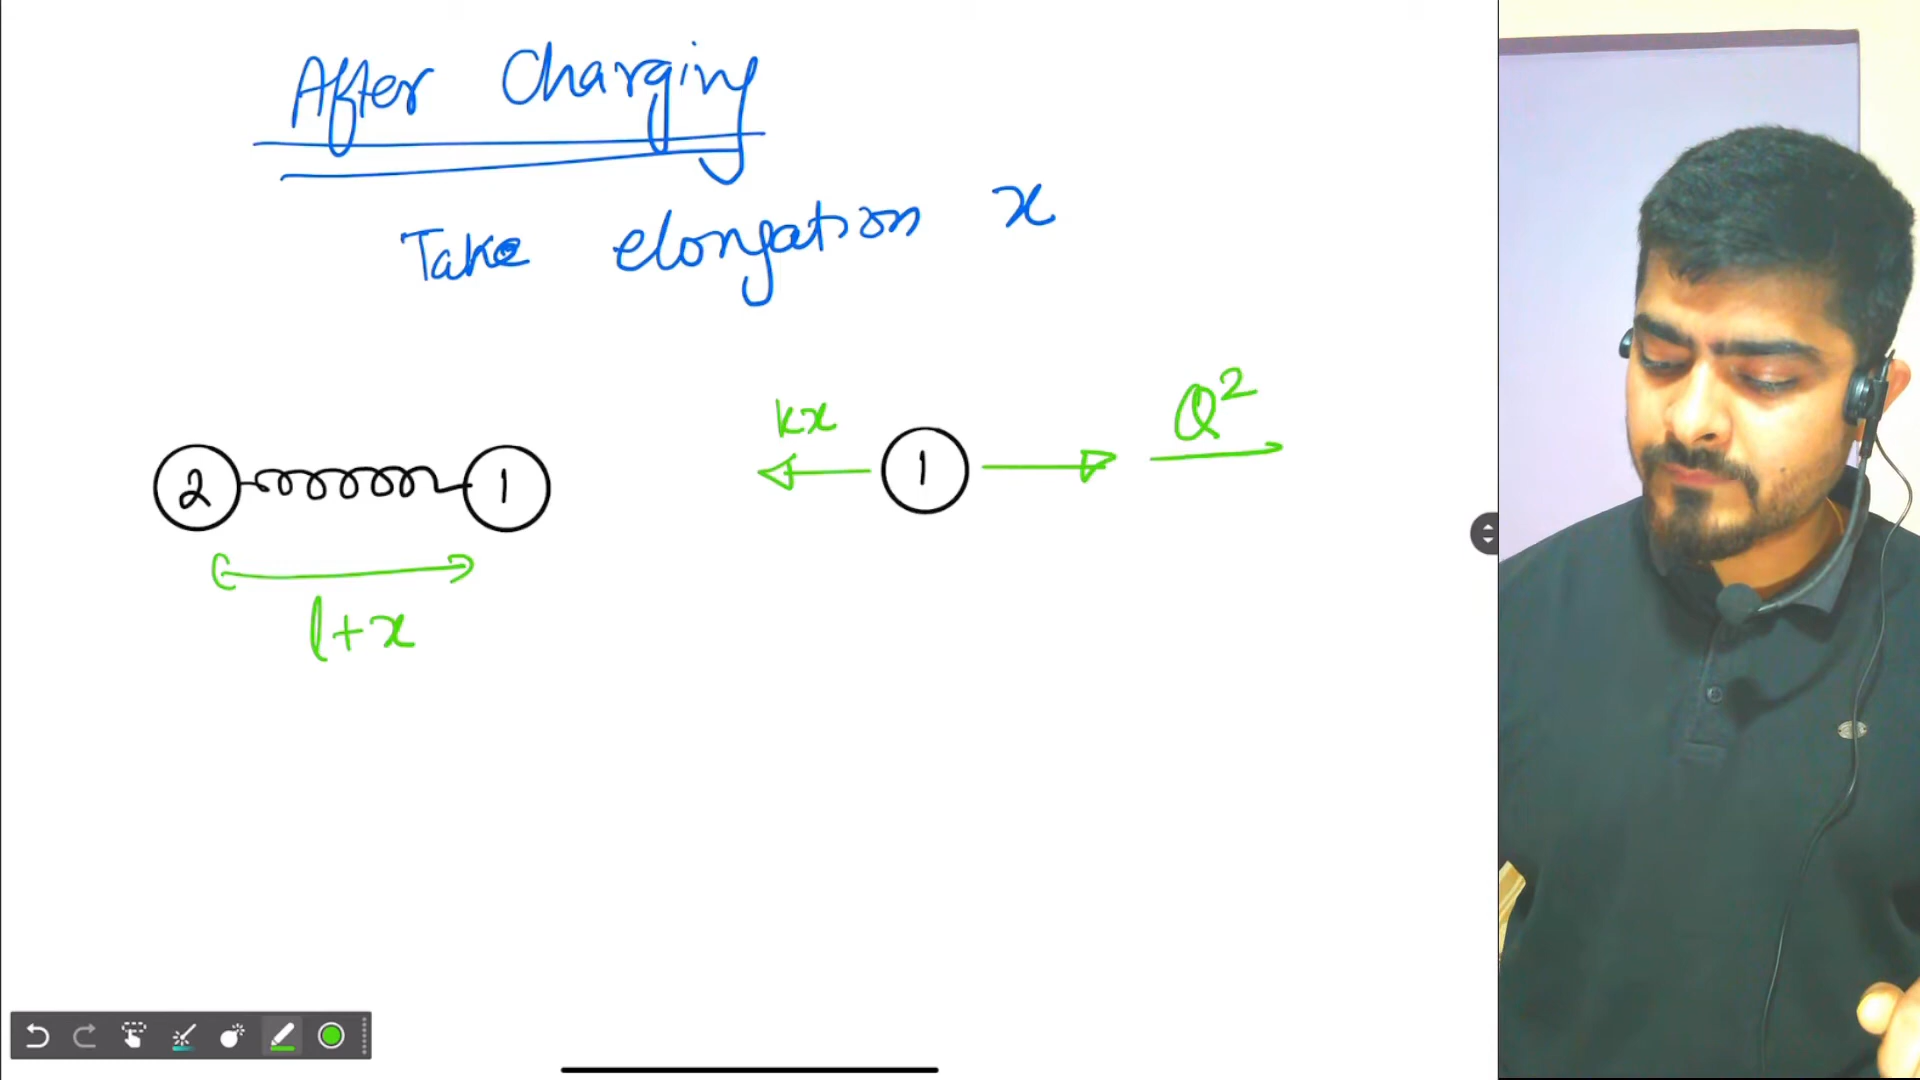 After Charging
Take elongation x
kx
Q²
2
1
1
l+x